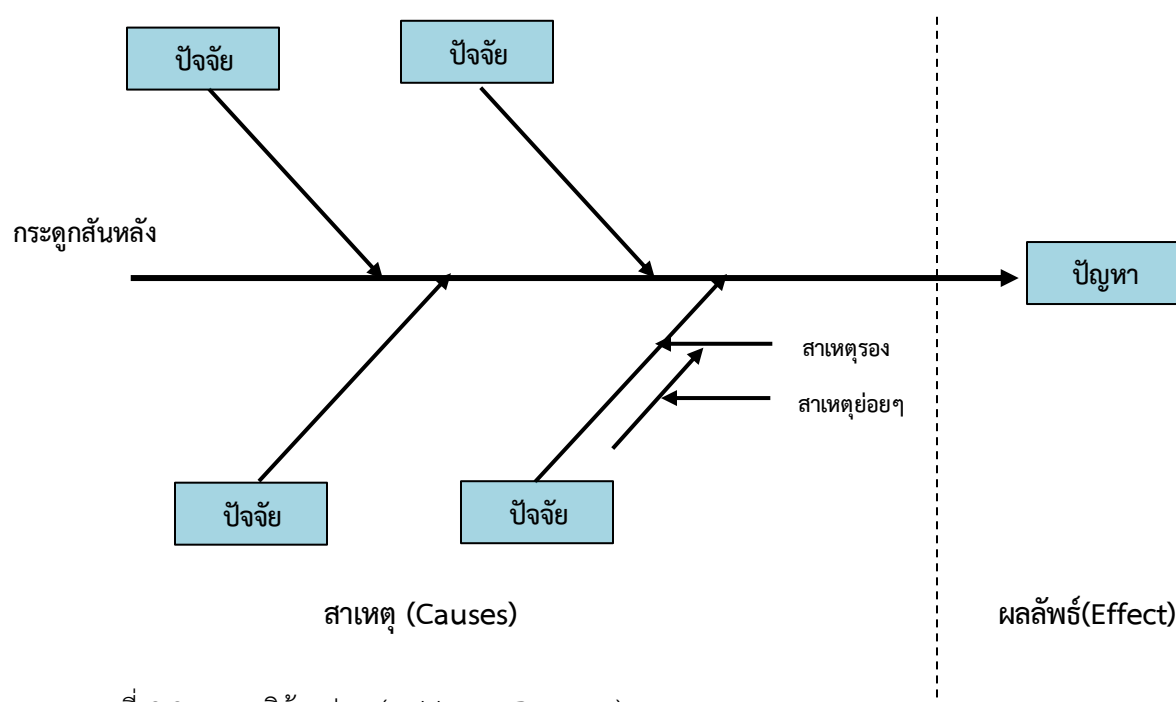 ปัจจัย
ปัจจัย
กระดูกสันหลัง
ปัญหา
สาเหตุรอง
สาเหตุย่อยๆ
ปัจจัย
ปัจจัย
สาเหตุ (Causes)
ผลลัพธ์(Effect)